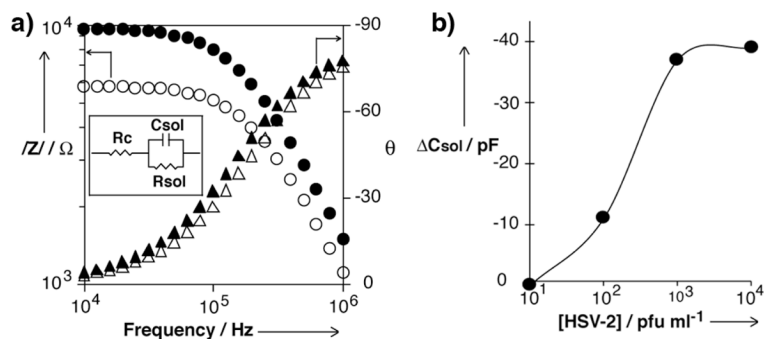 a)
10⁴
-90
/Z/ / Ω
Csol
Rc
Rsol
-60
θ
-30
10³
0
10⁴
10⁵
10⁶
Frequency / Hz
b)
-40
-30
ΔCsol / pF
-20
-10
0
10¹
10²
10³
10⁴
[HSV-2] / pfu ml⁻¹